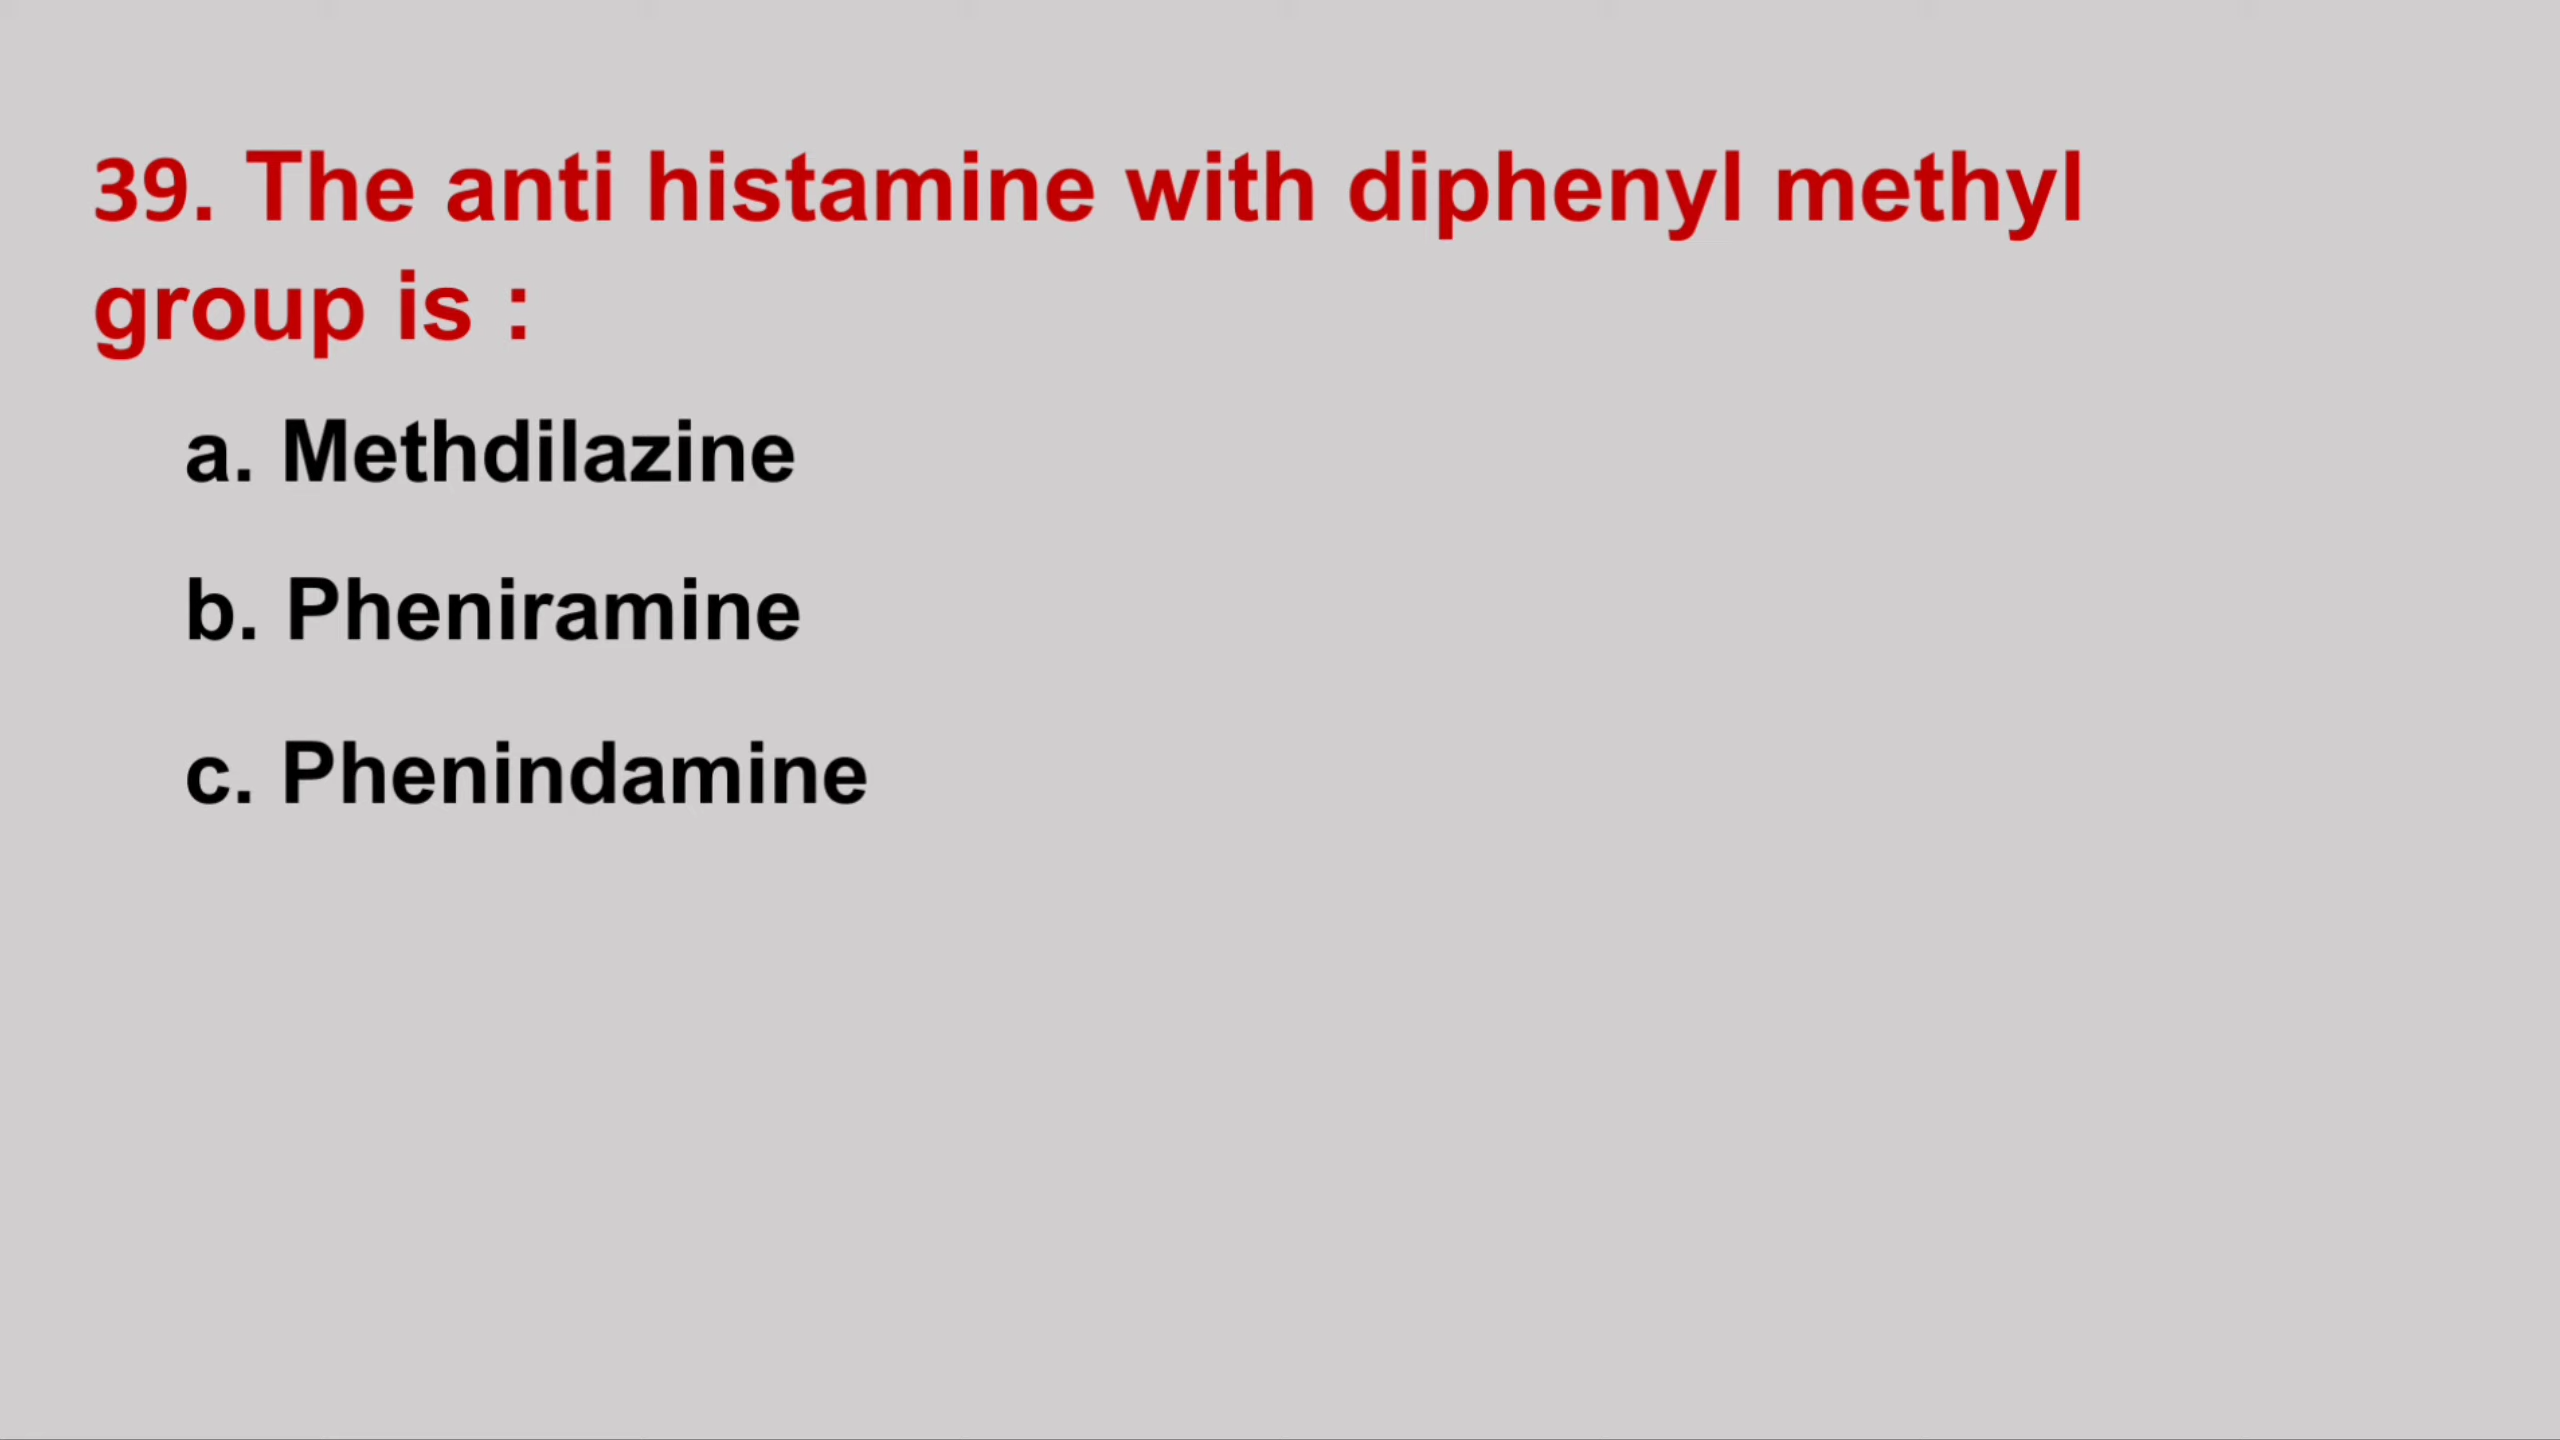 39. The anti histamine with diphenyl methyl
group is :
a. Methdilazine
b. Pheniramine
c. Phenindamine